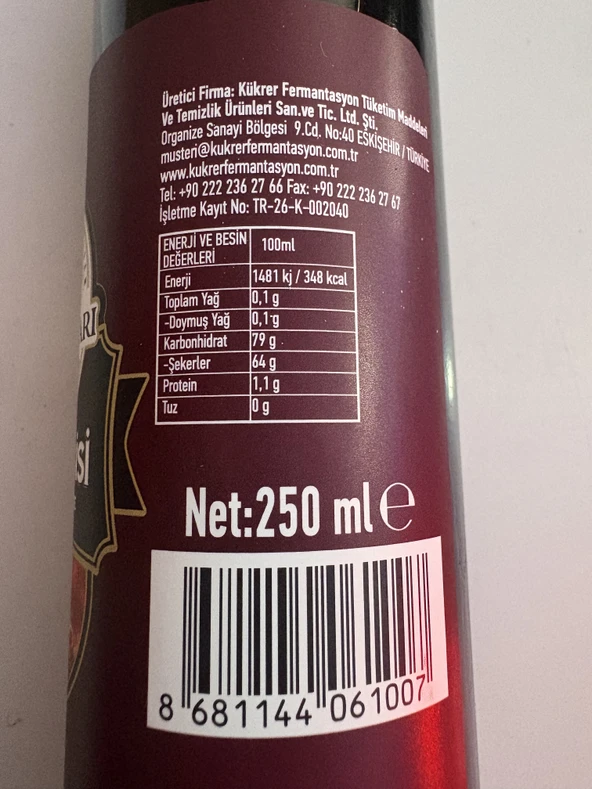 Üretici Firma: Kükrer Fermantasyon Tüketim Maddeleri
Ve Temizlik Ürünleri San.ve Tic. Ltd. Şti.
Organize Sanayi Bölgesi 9.Cd. No:40 ESKİŞEHİR / TÜRKİYE
musteri@kukrerfermantasyon.com.tr
www.kukrerfermantasyon.com.tr
Tel: +90 222 236 27 66 Fax: +90 222 236 27 67
İşletme Kayıt No: TR-26-K-002040
ENERJİ VE BESİN DEĞERLERİ 100ml
Enerji 1481 kj / 348 kcal
Toplam Yağ 0,1 g
-Doymuş Yağ 0,1 g
Karbonhidrat 79 g
-Şekerler 64 g
Protein 1,1 g
Tuz 0 g
Net:250 ml e
8 681144 061007